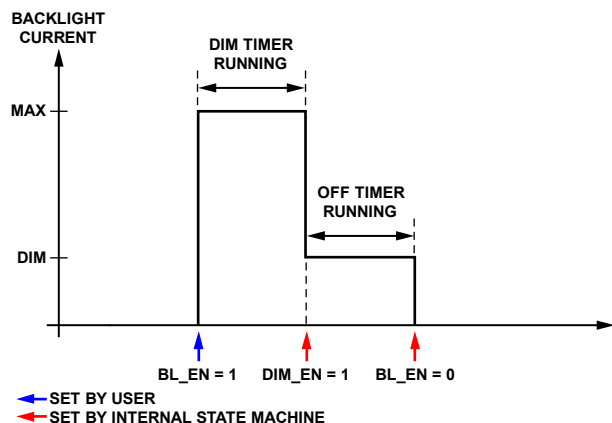 BACKLIGHT
CURRENT
DIM TIMER
RUNNING
MAX
OFF TIMER
RUNNING
DIM
BL_EN = 1
DIM_EN = 1
BL_EN = 0
SET BY USER
SET BY INTERNAL STATE MACHINE